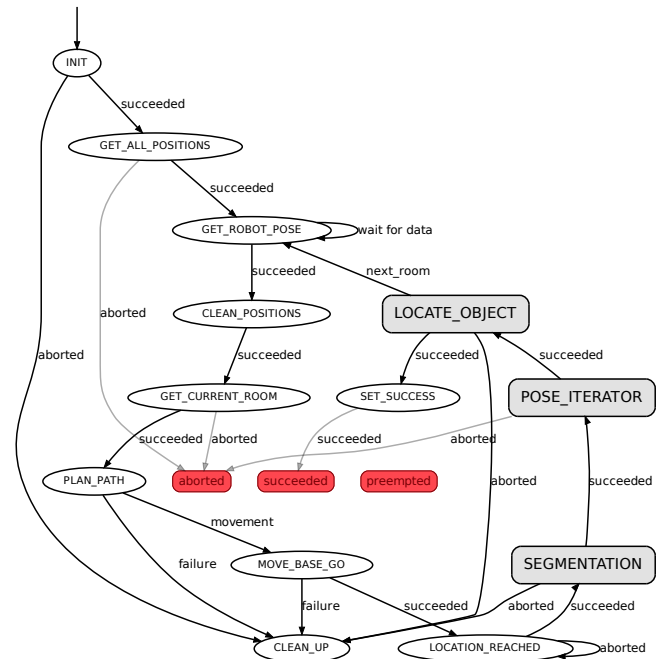 INIT
succeeded
GET_ALL_POSITIONS
succeeded
GET_ROBOT_POSE
wait for data
succeeded
next_room
CLEAN_POSITIONS
LOCATE_OBJECT
aborted
aborted
succeeded
succeeded
succeeded
GET_CURRENT_ROOM
SET_SUCCESS
POSE_ITERATOR
succeeded
aborted
succeeded
aborted
PLAN_PATH
aborted
succeeded
preempted
aborted
succeeded
movement
failure
MOVE_BASE_GO
SEGMENTATION
failure
succeeded
aborted
succeeded
CLEAN_UP
LOCATION_REACHED
aborted